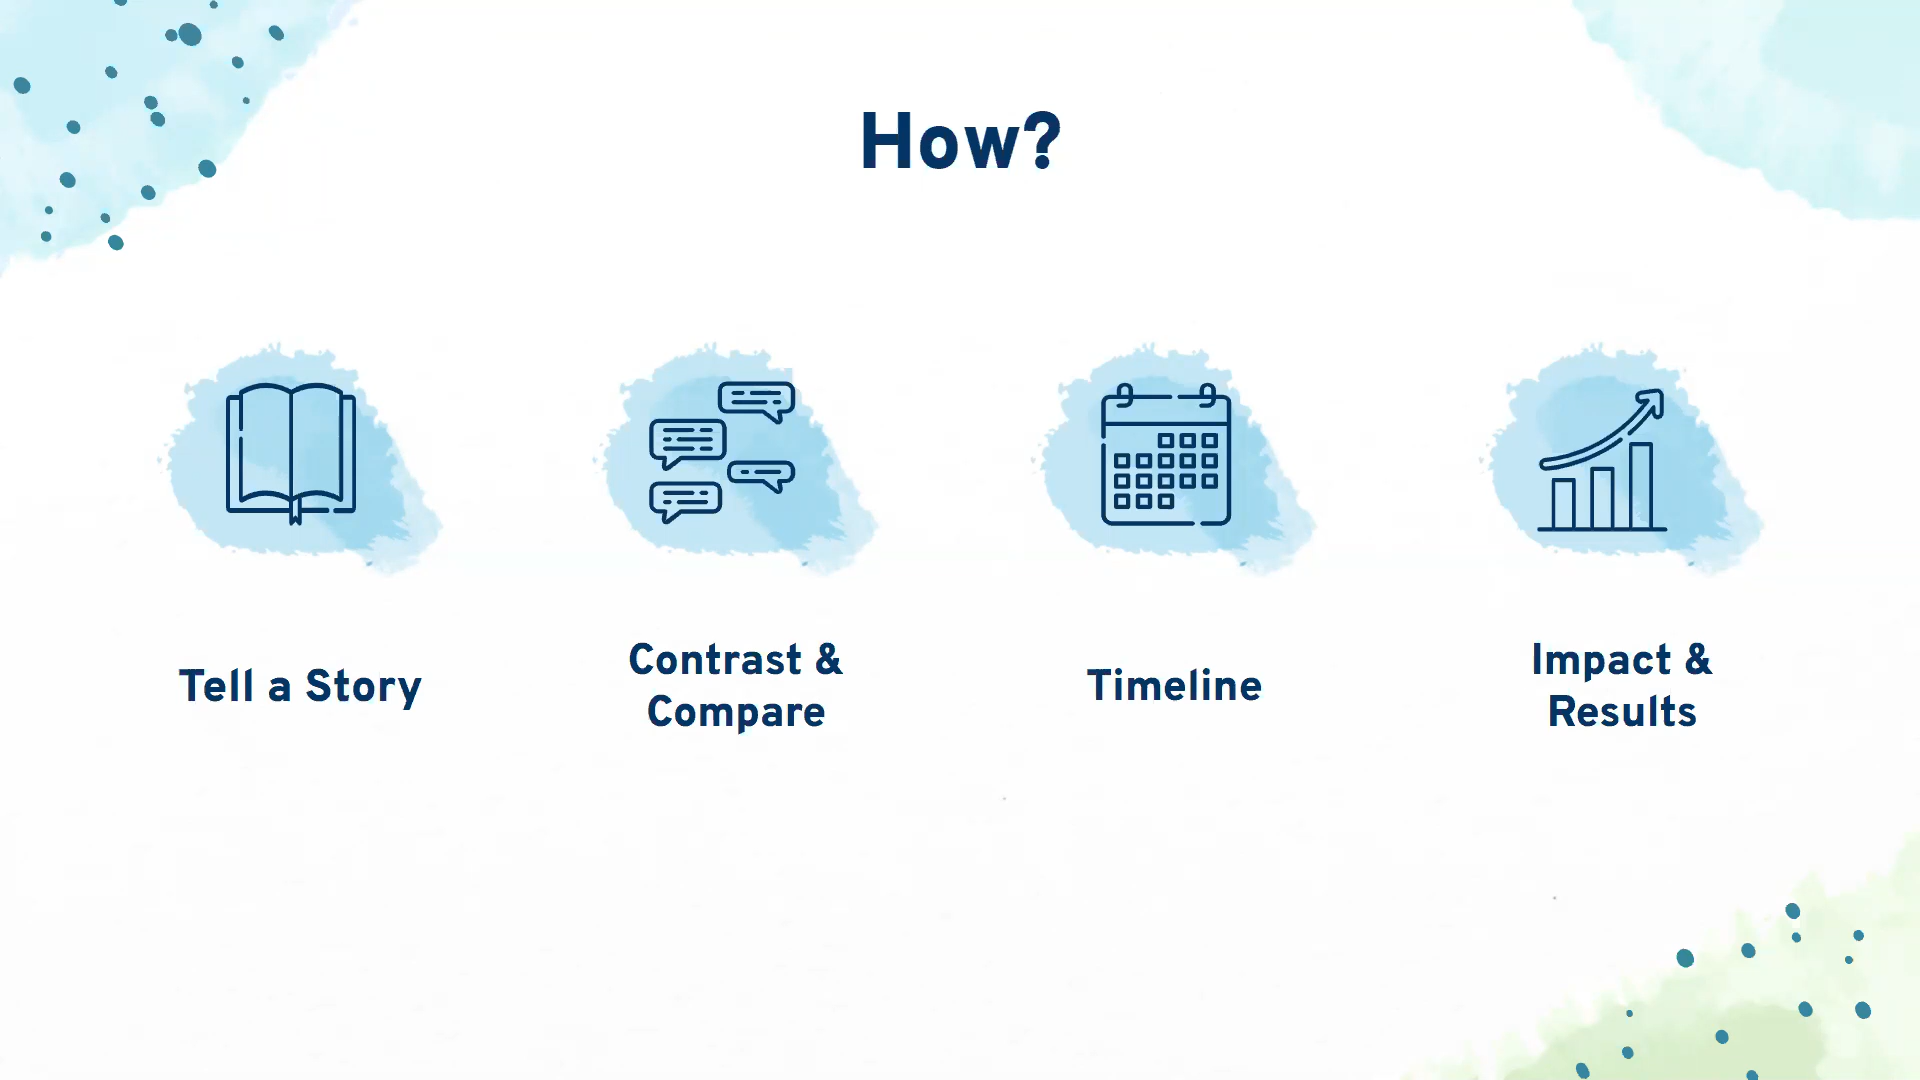 How?
Tell a Story
Contrast &
Compare
Timeline
Impact &
Results